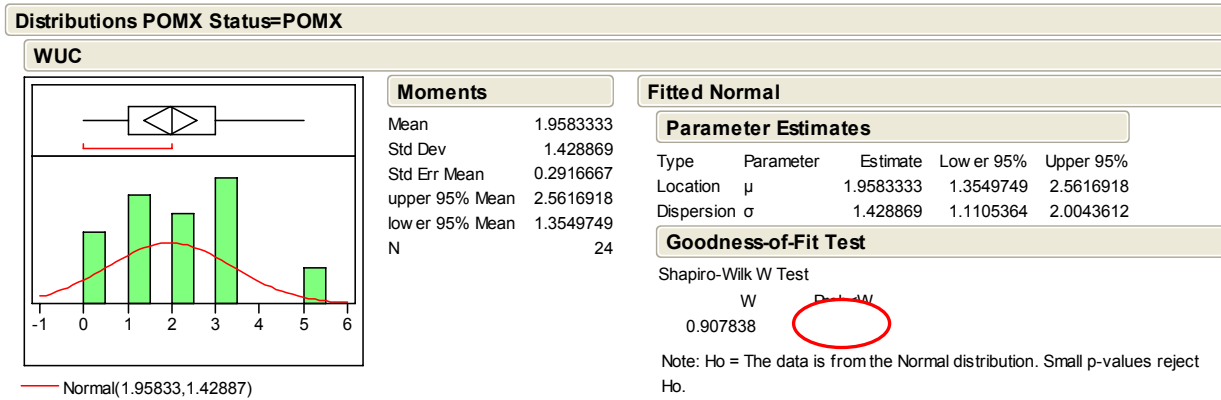 Distributions POMX Status=POMX
WUC
-1 0 1 2 3 4 5 6
Normal(1.95833,1.42887)
Moments
Mean 1.9583333
Std Dev 1.428869
Std Err Mean 0.2916667
upper 95% Mean 2.5616918
lower 95% Mean 1.3549749
N 24
Fitted Normal
Parameter Estimates
Type Parameter Estimate Lower 95% Upper 95%
Location μ 1.9583333 1.3549749 2.5616918
Dispersion σ 1.428869 1.1105364 2.0043612
Goodness-of-Fit Test
Shapiro-Wilk W Test
W
0.907838
Note: Ho = The data is from the Normal distribution. Small p-values reject
Ho.